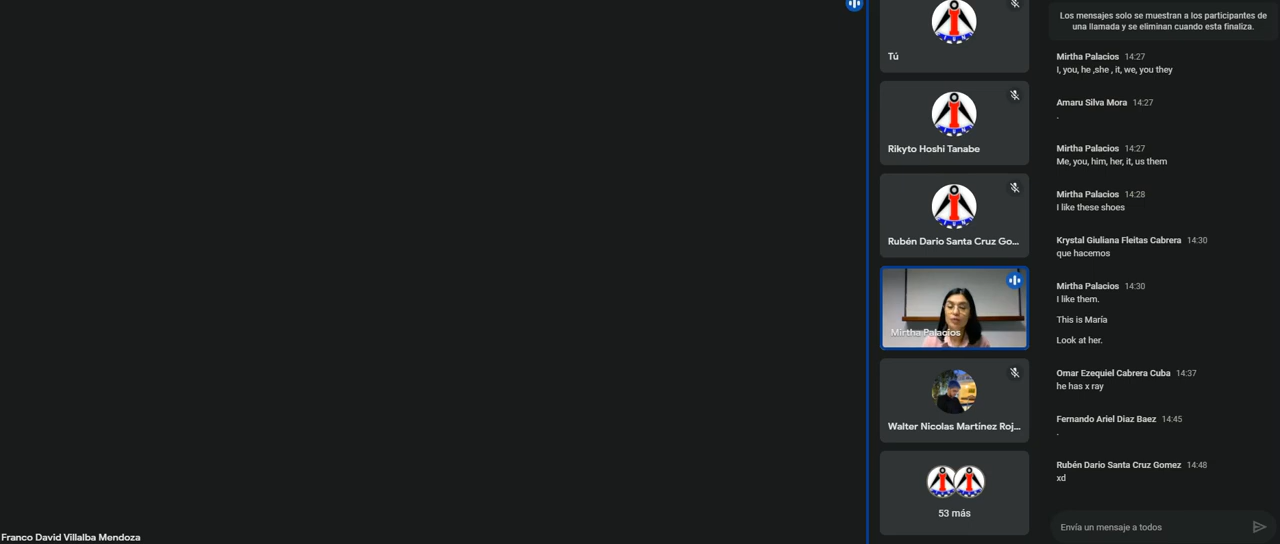 Franco David Villalba Mendoza
Tú
Rikyto Hoshi Tanabe
Rubén Dario Santa Cruz Go...
Mirtha Palacios
Walter Nicolas Martínez Roj...
53 más
Los mensajes solo se muestran a los participantes de
una llamada y se eliminan cuando esta finaliza.
Mirtha Palacios 14:27
I, you, he ,she , it, we, you they
Amaru Silva Mora 14:27
.
Mirtha Palacios 14:27
Me, you, him, her, it, us them
Mirtha Palacios 14:28
I like these shoes
Krystal Giuliana Fleitas Cabrera 14:30
que hacemos
Mirtha Palacios 14:30
I like them.
This is María
Look at her.
Omar Ezequiel Cabrera Cuba 14:37
he has x ray
Fernando Ariel Diaz Baez 14:45
.
Rubén Dario Santa Cruz Gomez 14:48
xd
Envía un mensaje a todos